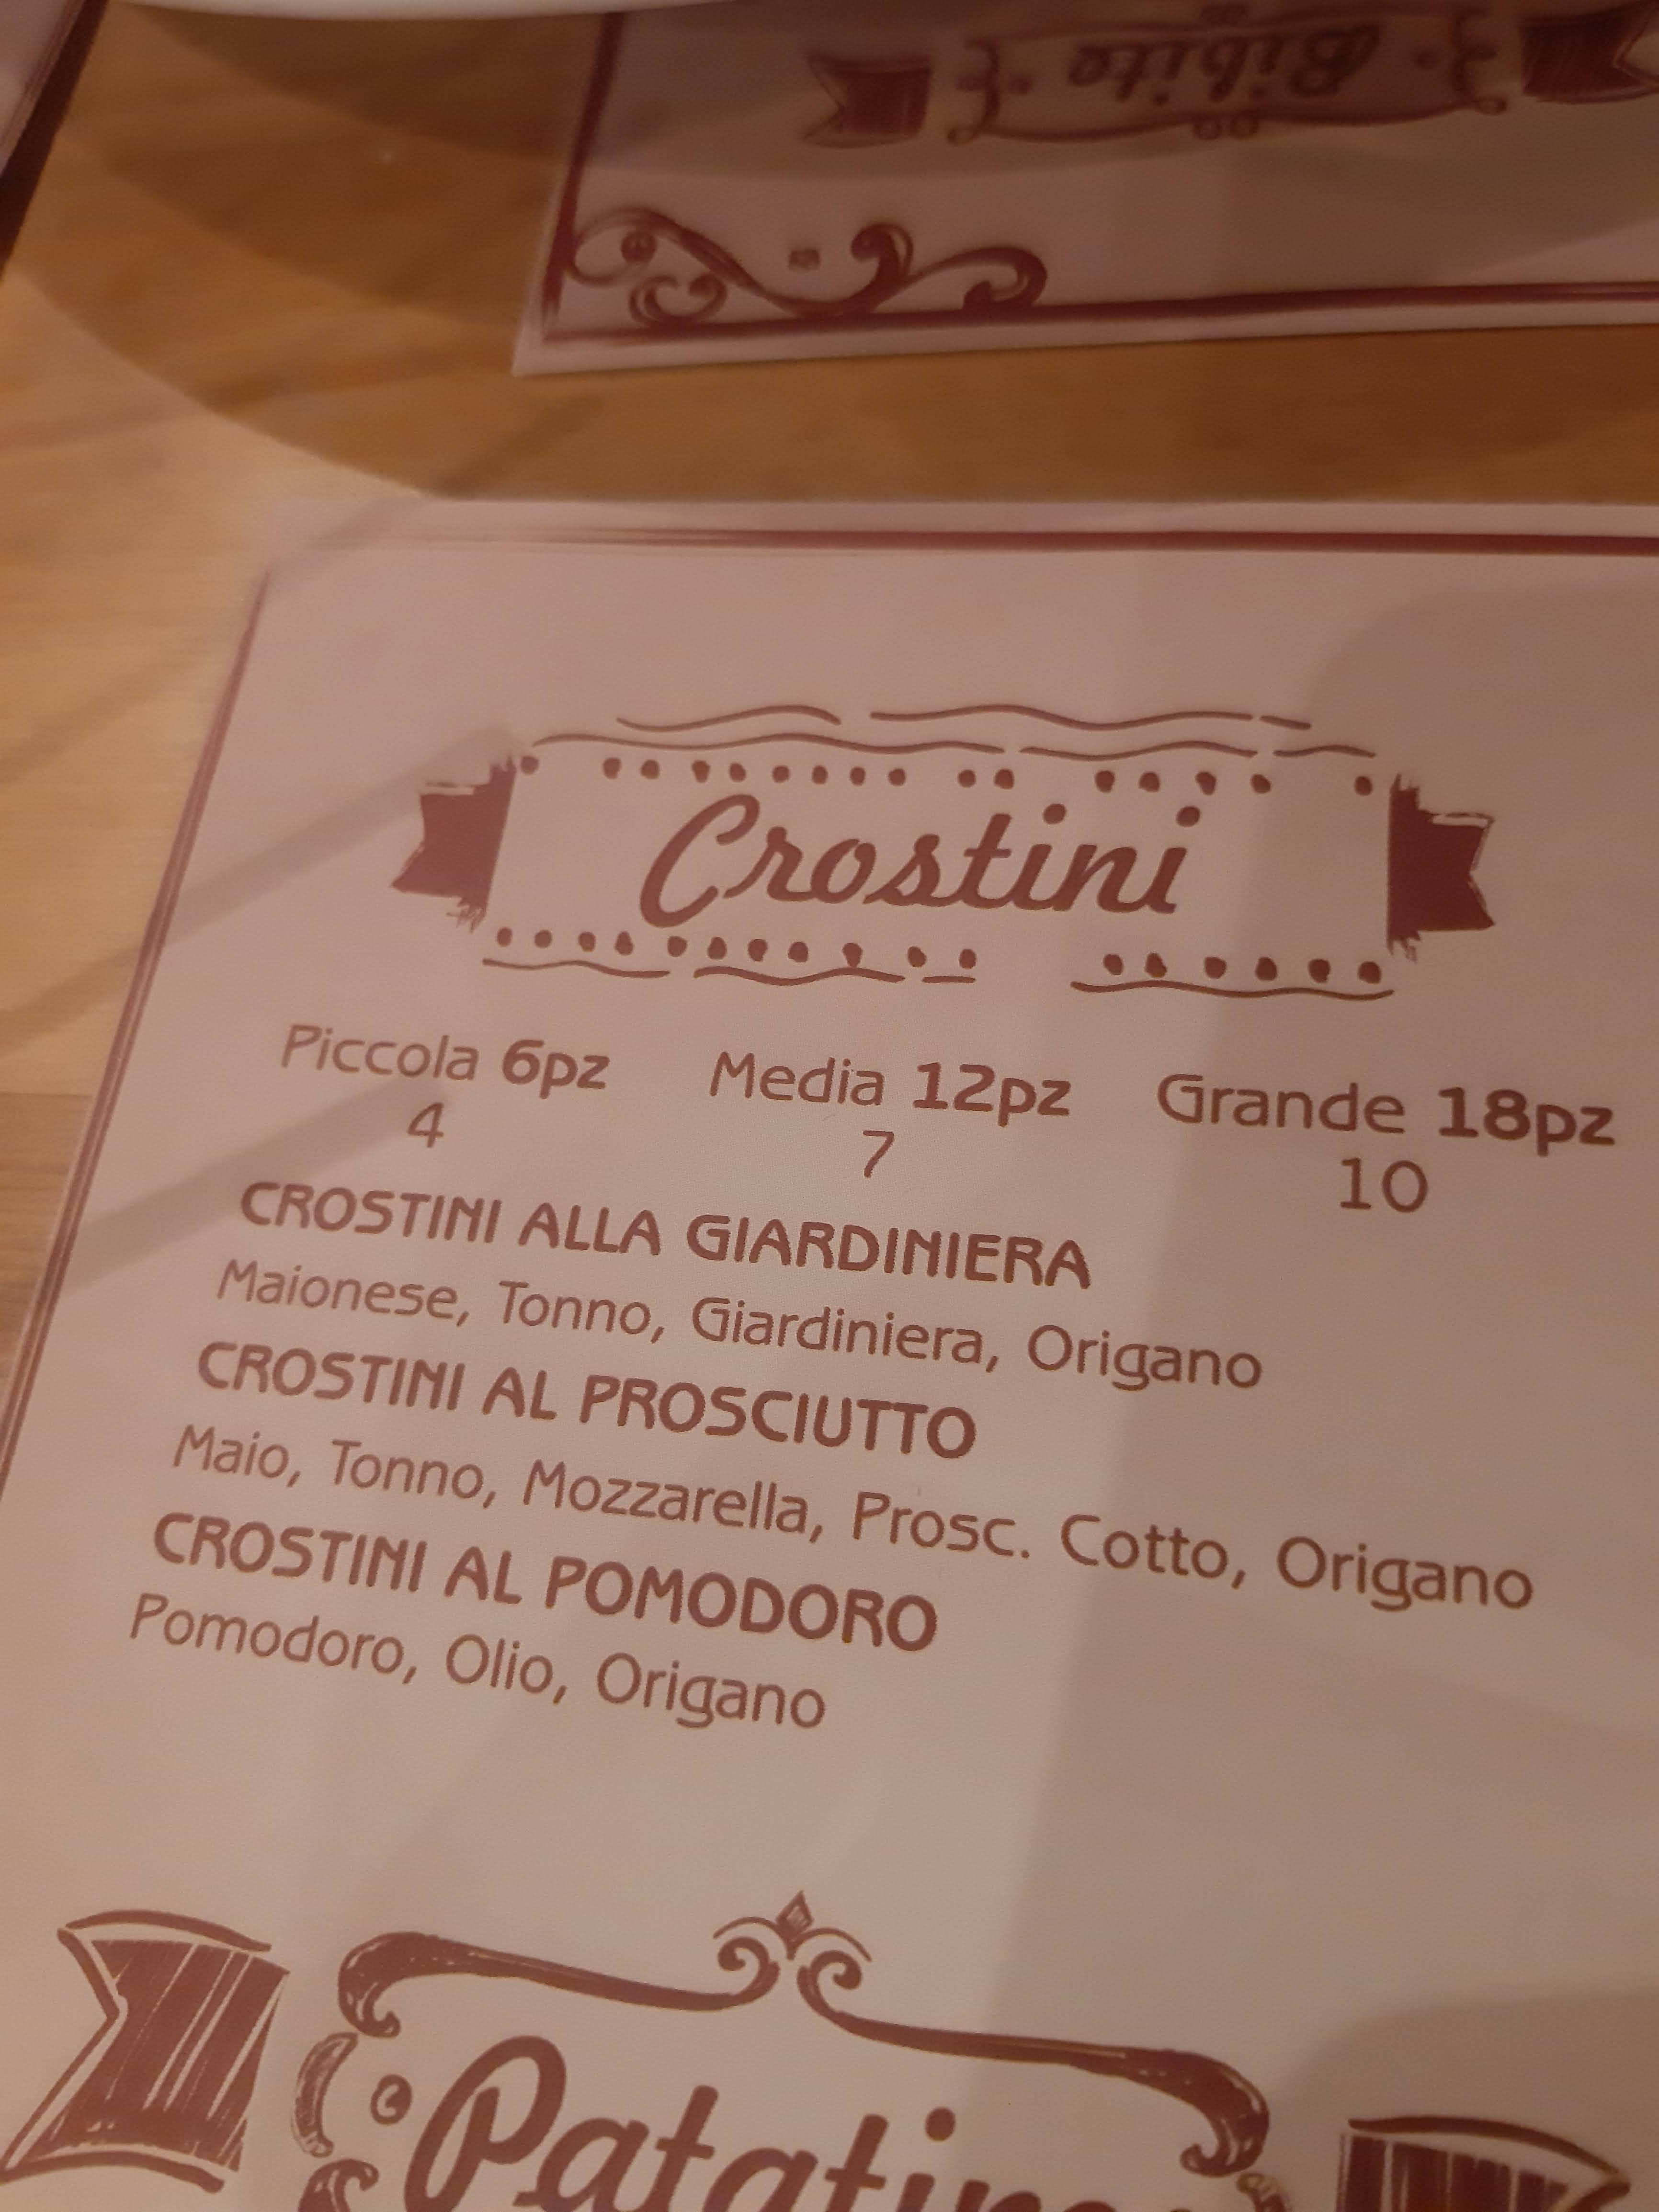 Bibite
Crostini
Piccola 6pz Media 12pz Grande 18pz
4 7 10
CROSTINI ALLA GIARDINIERA
Maionese, Tonno, Giardiniera, Origano
CROSTINI AL PROSCIUTTO
Maio, Tonno, Mozzarella, Prosc. Cotto, Origano
CROSTINI AL POMODORO
Pomodoro, Olio, Origano